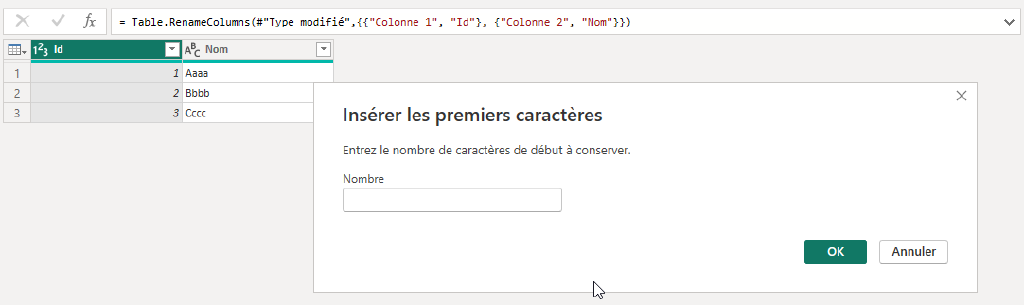 fx = Table.RenameColumns(#"Type modifié",{{"Colonne 1", "Id"}, {"Colonne 2", "Nom"}})
123 Id ABC Nom
1 1 Aaaa
2 2 Bbbb
3 3 Cccc
Insérer les premiers caractères
Entrez le nombre de caractères de début à conserver.
Nombre
OK Annuler